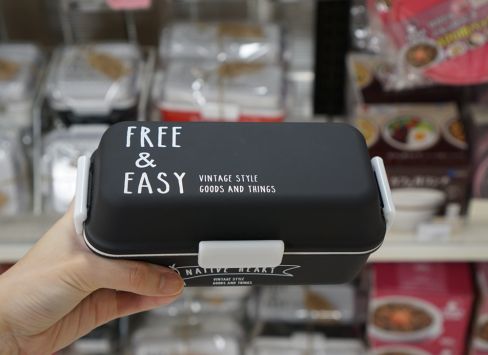 FREE
&
EASY
VINTAGE STYLE
GOODS AND THINGS
NATIVE HEART
VINTAGE STYLE
GOODS AND THINGS